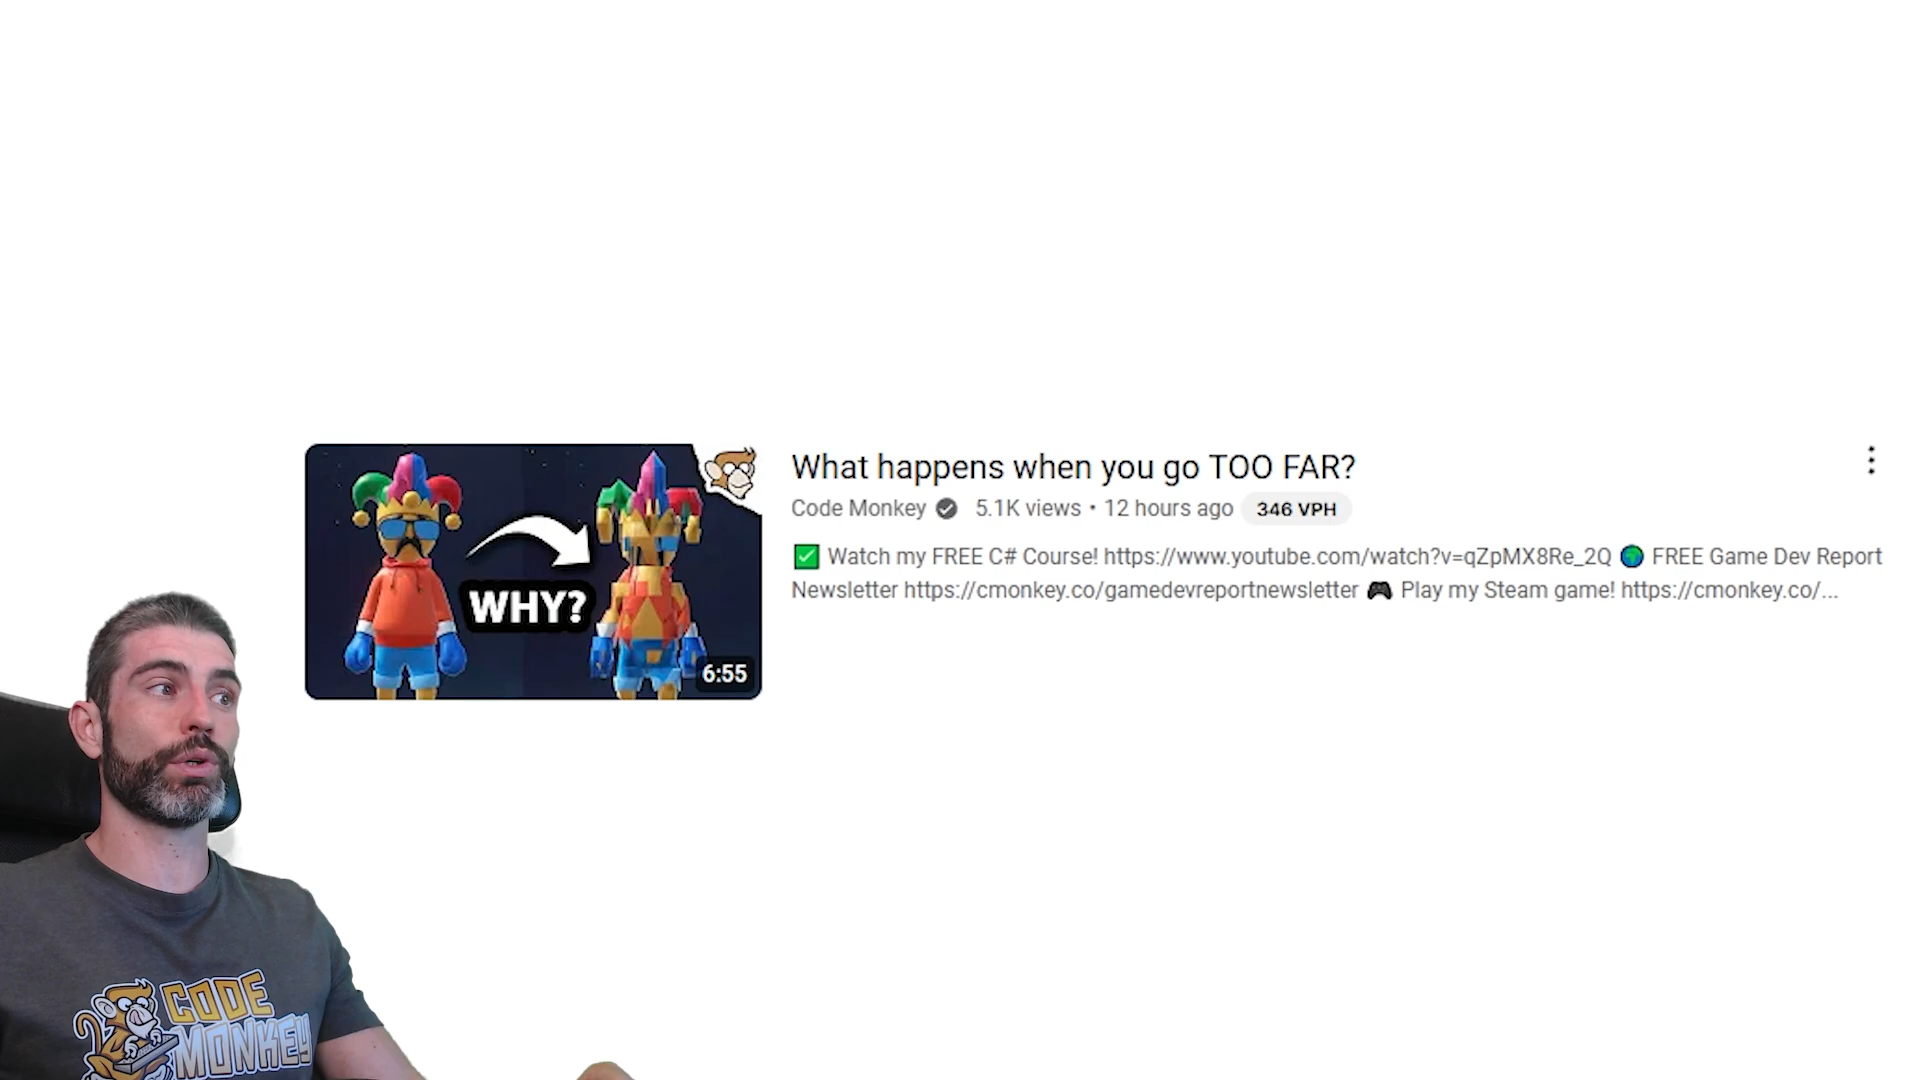 What happens when you go TOO FAR?
Code Monkey 5.1K views • 12 hours ago 346 VPH
✅ Watch my FREE C# Course! https://www.youtube.com/watch?v=qZpMX8Re_2Q 🌍 FREE Game Dev Report
Newsletter https://cmonkey.co/gamedevreportnewsletter 🎮 Play my Steam game! https://cmonkey.co/...
WHY?
6:55
CODE
MONKEY